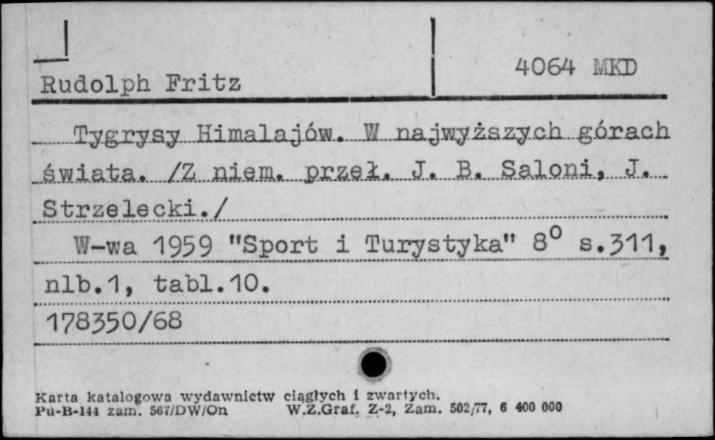 4064 MKD
Rudolph Fritz
Tygrysy Himalajów. W najwyższych górach
świata. /Z niem. przeł. J. B. Saloni, J.
Strzelecki./
W-wa 1959 "Sport i Turystyka" 8° s.311,
nlb.1, tabl.10.
178350/68
Karta katalogowa wydawnictw ciągłych i zwartych.
Pu-B-144 zam. 567/DW/On W.Z.Graf. Z-2, Zam. 502/77, 6 400 000